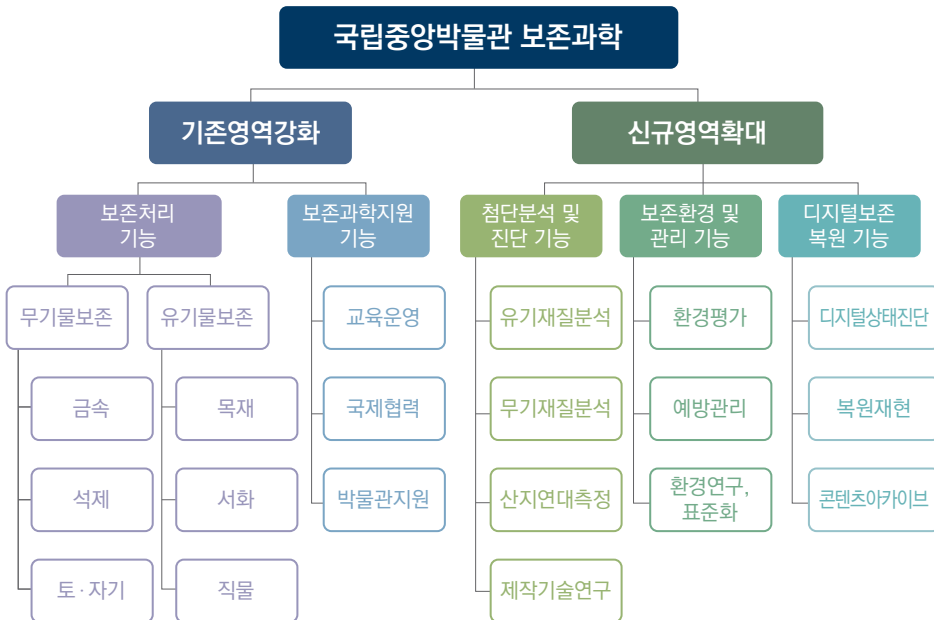 국립중앙박물관 보존과학
기존영역강화
신규영역확대
보존처리
기능
보존과학지원
기능
첨단분석 및
진단 기능
보존환경 및
관리 기능
디지털보존
복원 기능
무기물보존
유기물보존
교육운영
유기재질분석
환경평가
디지털상태진단
금속
목재
국제협력
무기재질분석
예방관리
복원재현
석제
서화
박물관지원
산지연대측정
환경연구,
표준화
콘텐츠아카이브
토·자기
직물
제작기술연구